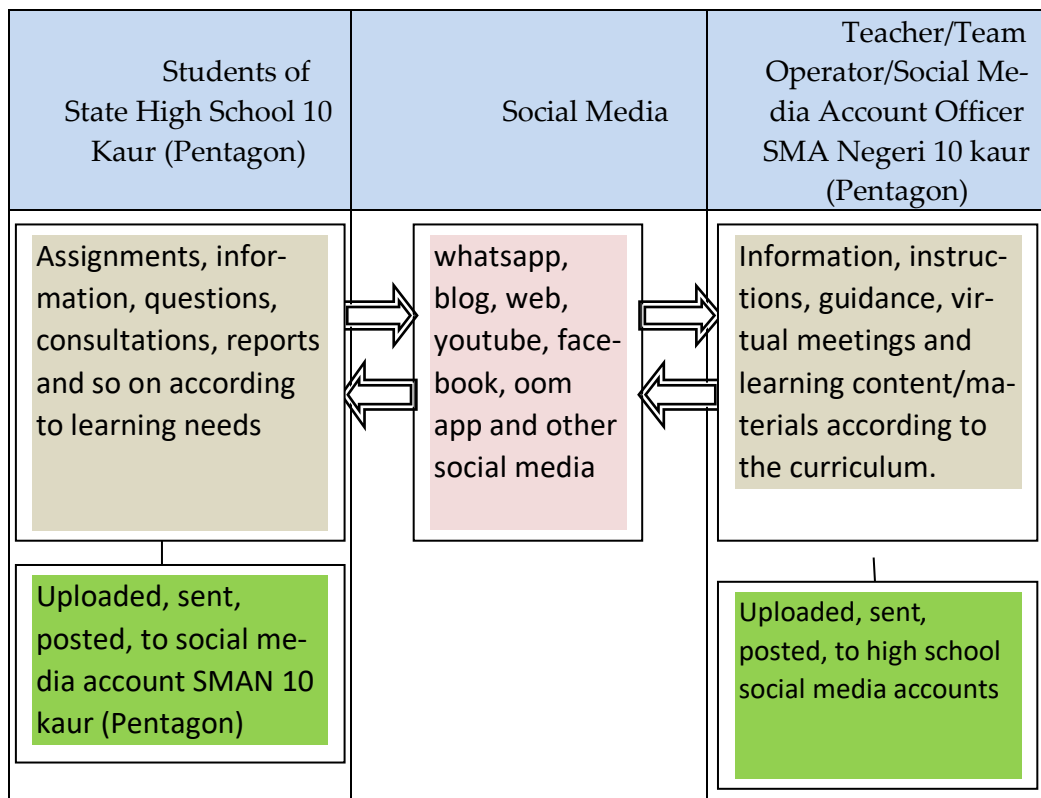 Students of
State High School 10
Kaur (Pentagon)
Social Media
Teacher/Team
Operator/Social Me-
dia Account Officer
SMA Negeri 10 kaur
(Pentagon)
Assignments, infor-
mation, questions,
consultations, reports
and so on according
to learning needs
whatsapp,
blog, web,
youtube, face-
book, oom
app and other
social media
Information, instruc-
tions, guidance, vir-
tual meetings and
learning content/ma-
terials according to
the curriculum.
Uploaded, sent,
posted, to social me-
dia account SMAN 10
kaur (Pentagon)
Uploaded, sent,
posted, to high school
social media accounts